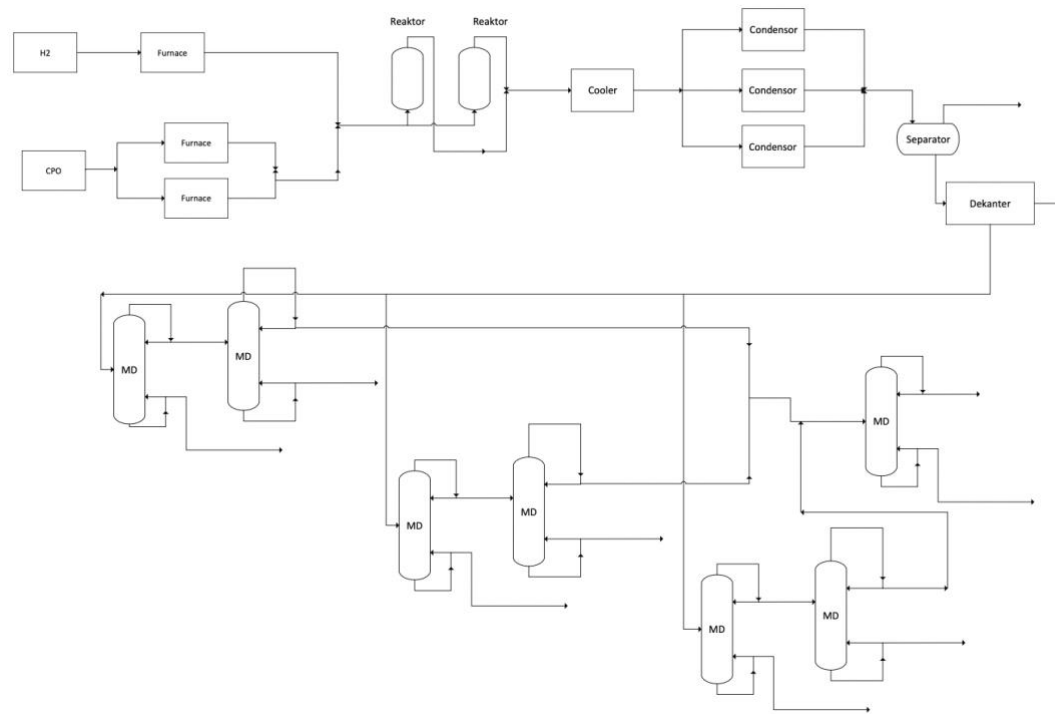 Reaktor
Reaktor
H2
Furnace
Condensor
Cooler
Condensor
Condensor
Furnace
CPO
Furnace
Separator
Dekanter
MD
MD
MD
MD
MD
MD
MD